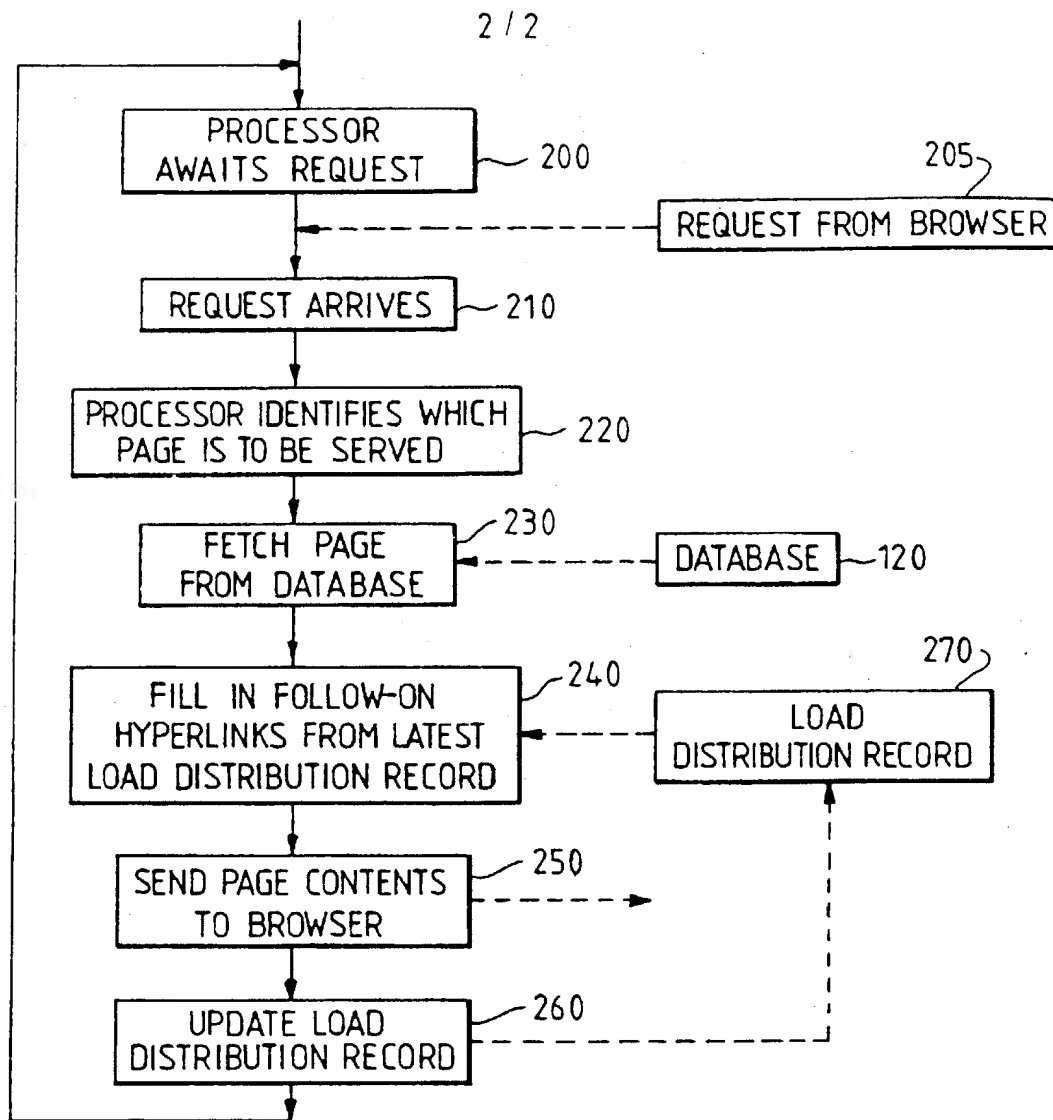 2/2
PROCESSOR
AWAITS REQUEST
200
205
REQUEST FROM BROWSER
REQUEST ARRIVES
210
PROCESSOR IDENTIFIES WHICH
PAGE IS TO BE SERVED
220
230
FETCH PAGE
FROM DATABASE
DATABASE
120
240
FILL IN FOLLOW-ON
HYPERLINKS FROM LATEST
LOAD DISTRIBUTION RECORD
270
LOAD
DISTRIBUTION RECORD
250
SEND PAGE CONTENTS
TO BROWSER
260
UPDATE LOAD
DISTRIBUTION RECORD